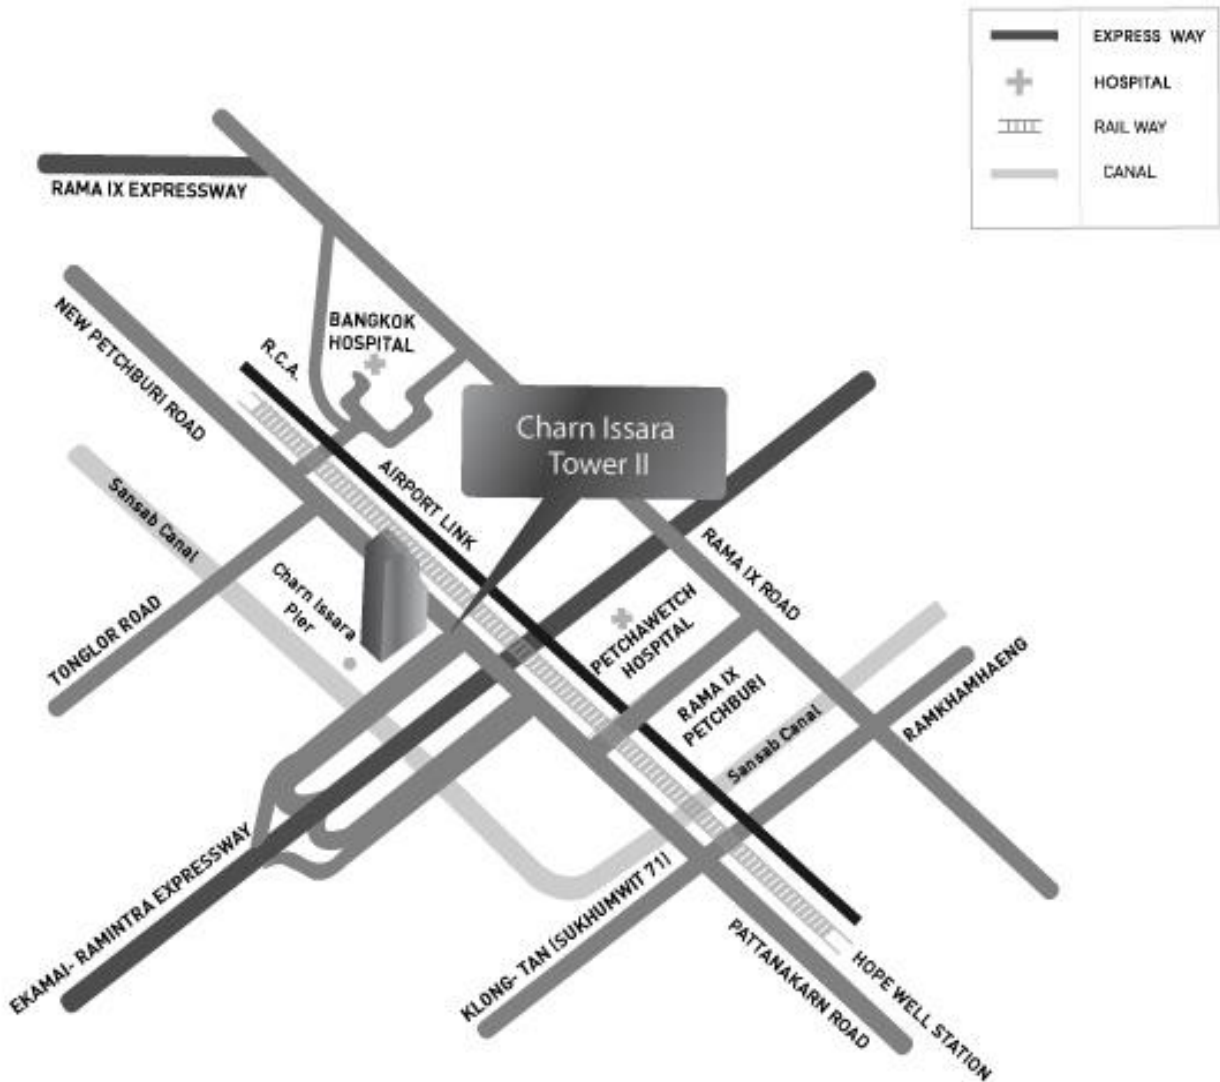 EXPRESS WAY
HOSPITAL
RAIL WAY
CANAL
RAMA IX EXPRESSWAY
NEW PETCHBURI ROAD
R.C.A.
BANGKOK
HOSPITAL
Charn Issara
Tower II
AIRPORT LINK
Sansab Canal
TONGLOR ROAD
Charn Issara
Pier
RAMA IX ROAD
PETCHAWETCH
HOSPITAL
RAMA IX
PETCHBURI
Sansab Canal
RAMKHAMHAENG
EKAMAI- RAMINTRA EXPRESSWAY
KLONG- TAN (SUKHUMWIT 71)
PATTANAKARN ROAD
HOPE WELL STATION